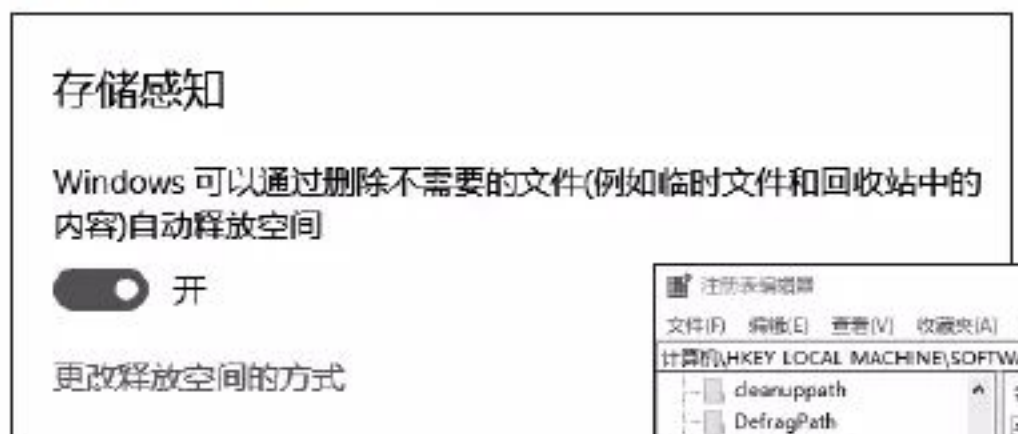 存储感知
Windows 可以通过删除不需要的文件(例如临时文件和回收站中的
内容)自动释放空间
开
更改释放空间的方式
注册表编辑器
文件(F) 编辑(E) 查看(V) 收藏夹(A)
计算机\HKEY LOCAL MACHINE\SOFTWA
cleanuppath
DefragPath